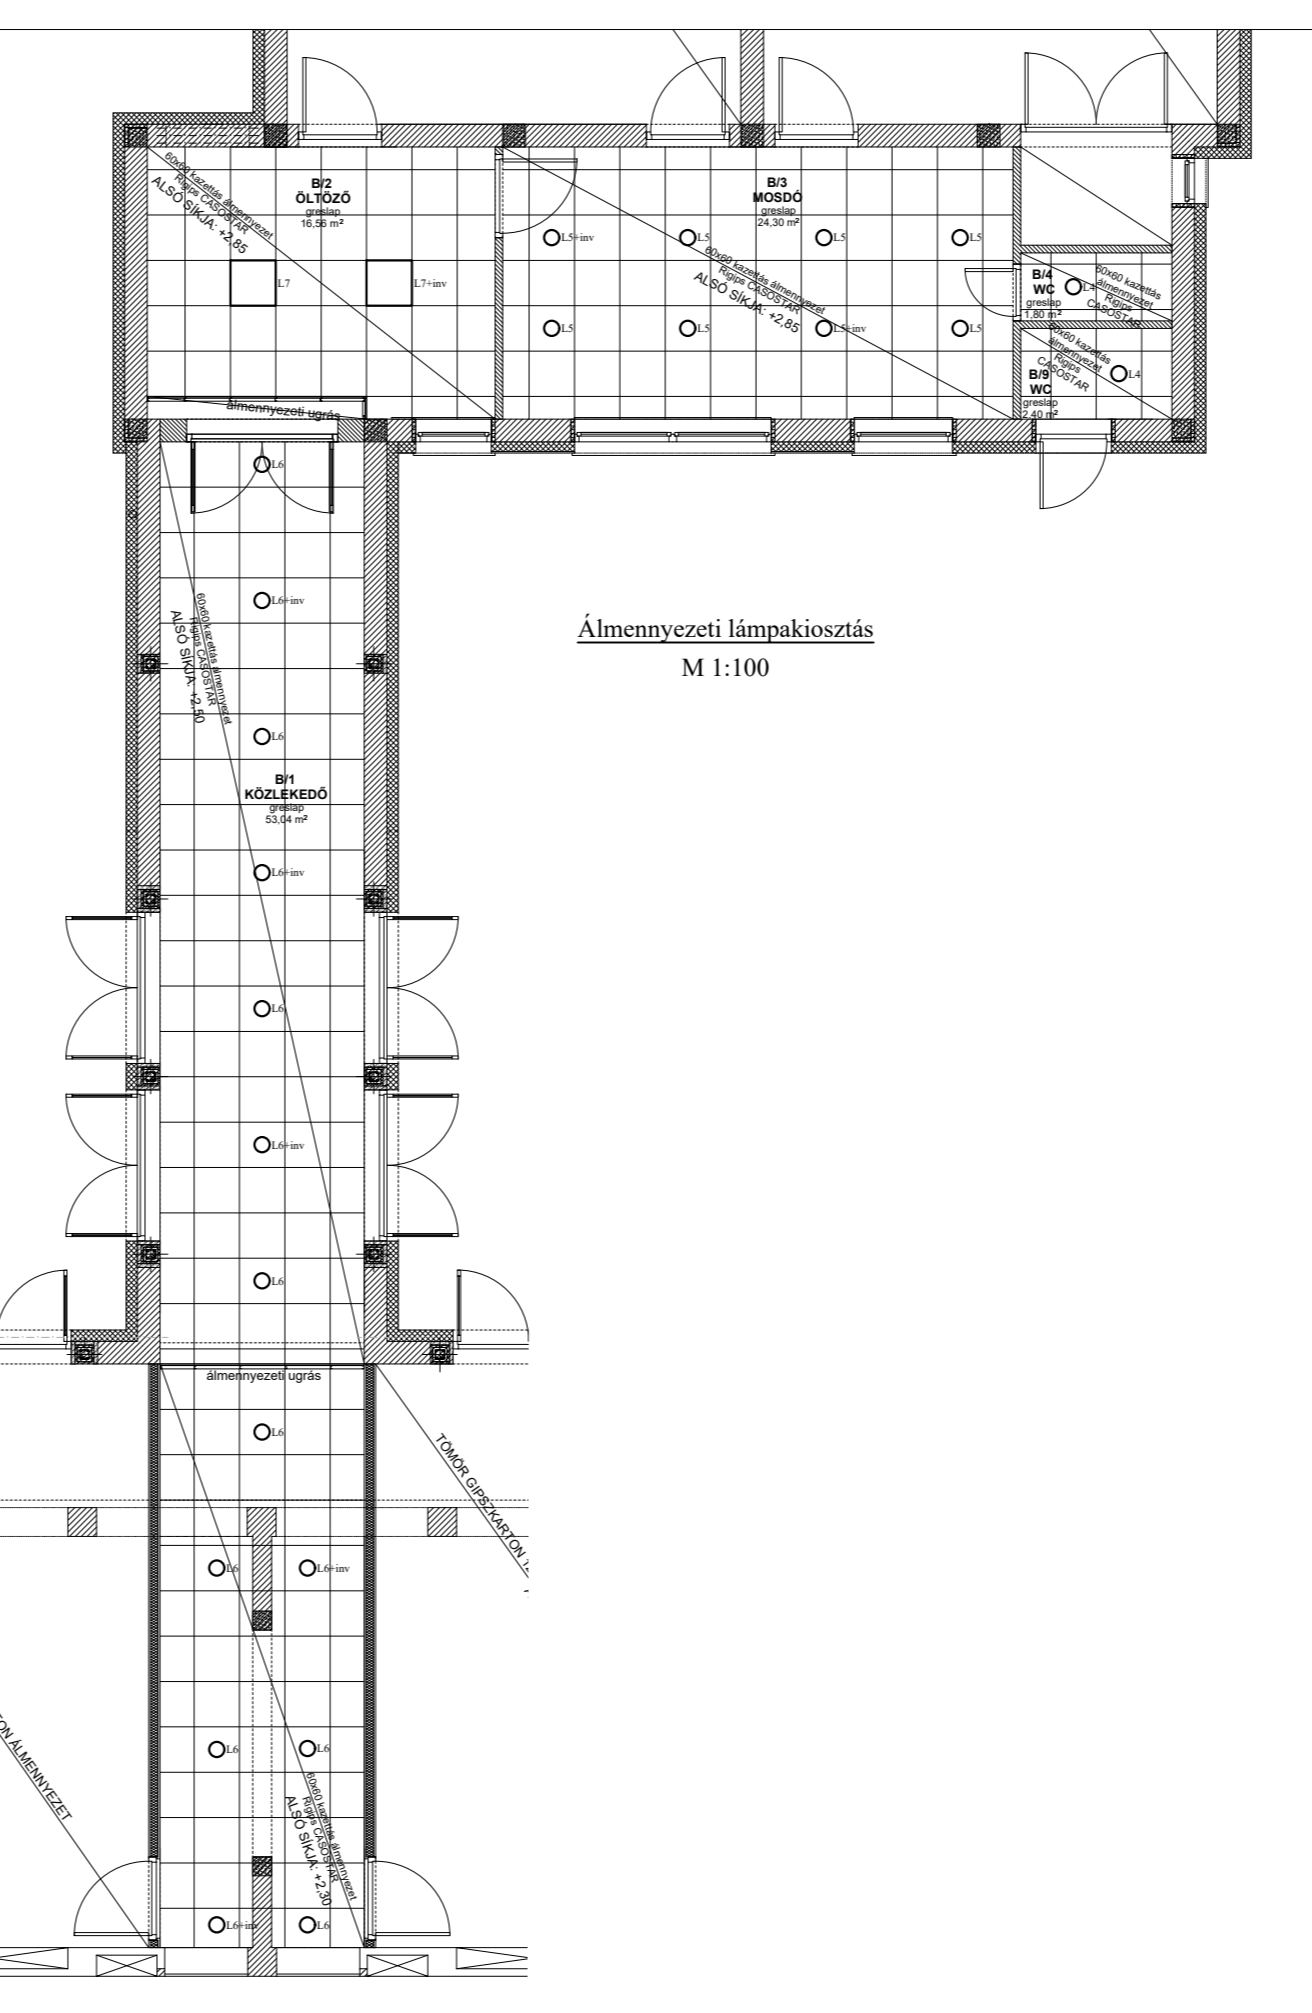 B/2
ÖLTÖZŐ
greslap
16,56 m²
60x60 kazettás álmennyezet
Rigips CASOSTAR
ALSÓ SÍKJA: +2,85
L7
L7+inv
álmennyezeti ugrás
B/3
MOSDÓ
greslap
24,30 m²
L5+inv
L5
L5
L5
60x60 kazettás álmennyezet
Rigips CASOSTAR
ALSÓ SÍKJA: +2,85
L5
L5
L5+inv
L5
B/4
WC
greslap
1,80 m²
L4
60x60 kazettás
álmennyezet
Rigips
CASOSTAR
60x60 kazettás
álmennyezet
Rigips
CASOSTAR
B/9
WC
greslap
2,40 m²
L4
L6
L6+inv
60x60 kazettás álmennyezet
Rigips CASOSTAR
ALSÓ SÍKJA: +2,50
Álmennyezeti lámpakiosztás
M 1:100
L6
B/1
KÖZLEKEDŐ
greslap
53,04 m²
L6+inv
L6
L6+inv
L6
álmennyezeti ugrás
L6
TÖMÖR GIPSZKARTON
L6
L6+inv
L6
L6
ÁLMENNYEZET
60x60 kazettás álmennyezet
Rigips CASOSTAR
ALSÓ SÍKJA: +2,30
L6+inv
L6